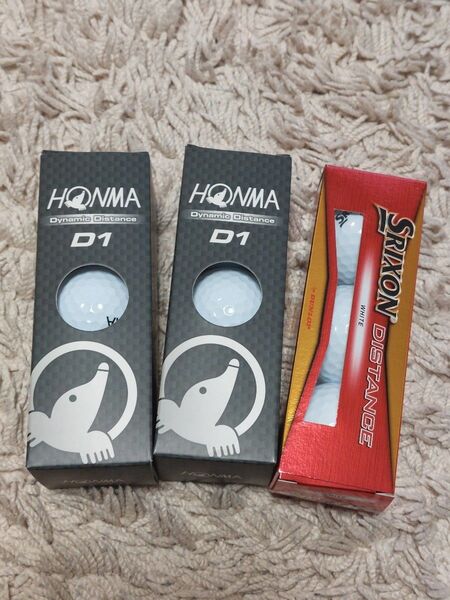 HONMA
Dynamic Distance
D1
HONMA
Dynamic Distance
D1
SRIXON
DISTANCE
WHITE
DUNLOP